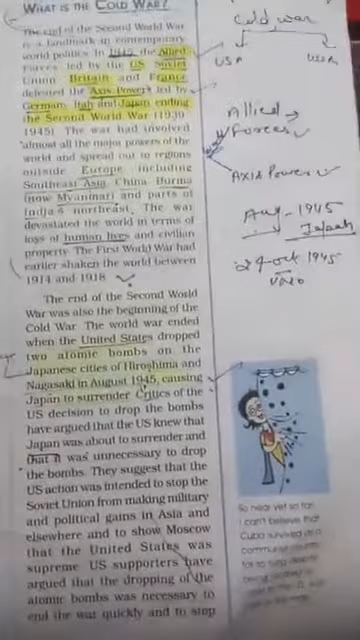 WHAT IS THE COLD WAR?
The end of the Second World War
is a landmark in contemporary
world politics. In 1945, the Allied
Forces, led by the US, Soviet
Union, Britain and France
defeated the Axis Powers led by
Germany, Italy and Japan, ending
the Second World War (1939-
1945). The war had involved
almost all the major powers of the
world and spread out to regions
outside Europe including
Southeast Asia, China, Burma
(now Myanmar) and parts of
India's northeast. The war
devastated the world in terms of
loss of human lives and civilian
property. The First World War had
earlier shaken the world between
1914 and 1918.
The end of the Second World
War was also the beginning of the
Cold War. The world war ended
when the United States dropped
two atomic bombs on the
Japanese cities of Hiroshima and
Nagasaki in August 1945, causing
Japan to surrender. Critics of the
US decision to drop the bombs
have argued that the US knew that
Japan was about to surrender and
that it was unnecessary to drop
the bombs. They suggest that the
US action was intended to stop the
Soviet Union from making military
and political gains in Asia and
elsewhere and to show Moscow
that the United States was
supreme. US supporters have
argued that the dropping of the
atomic bombs was necessary to
end the war quickly and to stop
Cold war
USA
USSR
Allied
Forces
AXIS Power
Aug - 1945
Japan
24 oct 1945
So near yet so far!
I can't believe that
Cuba survived as a
communist country
for so long despite